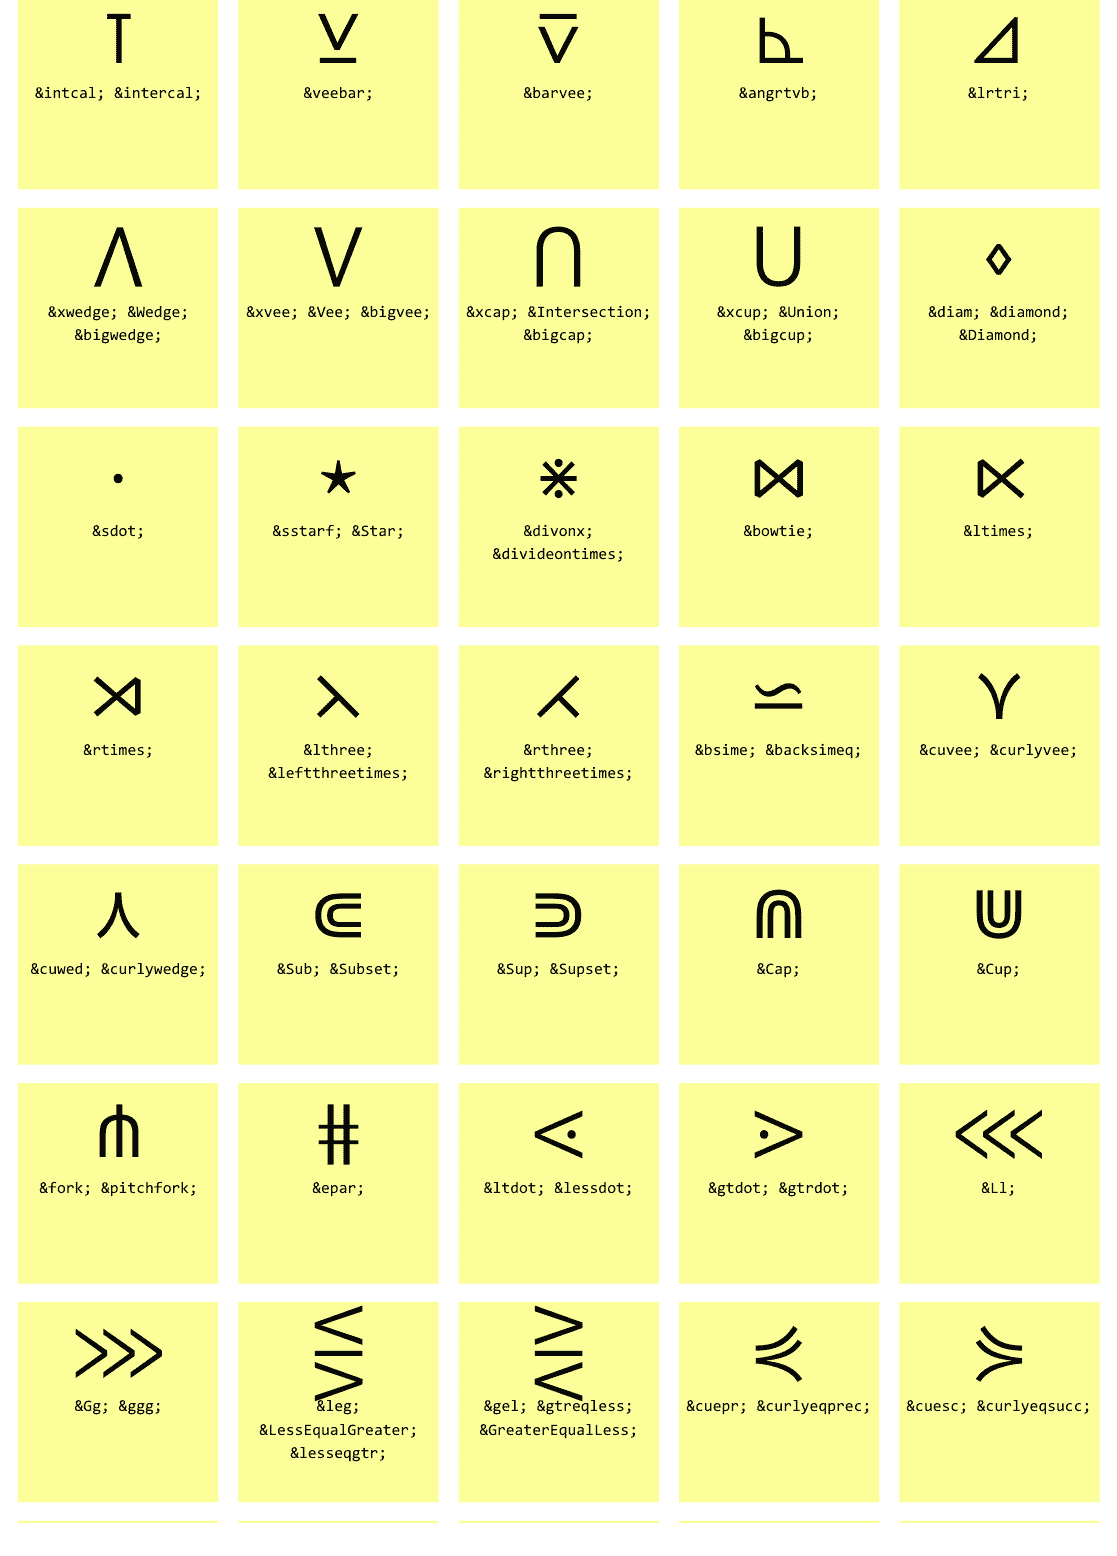 ⊺ ⊻ ⊽ ⊾ ⊿
&intcal; &intercal; &veebar; &barvee; &angrtvb; &lrtri;
⋀ ⋁ ⋂ ⋃ ⋄
&xwedge; &Wedge; &xvee; &Vee; &bigvee; &xcap; &Intersection; &xcup; &Union; &diam; &diamond;
&bigwedge; &bigcap; &bigcup; &Diamond;
⋅ ⋆ ⋇ ⋈ ⋉
&sdot; &sstarf; &Star; &divonx; &bowtie; &ltimes;
&divideontimes;
⋊ ⋋ ⋌ ⋍ ⋎
&rtimes; &lthree; &rthree; &bsime; &backsimeq; &cuvee; &curlyvee;
&leftthreetimes; &rightthreetimes;
⋏ ⋐ ⋑ ⋒ ⋓
&cuwed; &curlywedge; &Sub; &Subset; &Sup; &Supset; &Cap; &Cup;
⋔ ⋕ ⋖ ⋗ ⋘
&fork; &pitchfork; &epar; &ltdot; &lessdot; &gtdot; &gtrdot; &Ll;
⋙ ⋚ ⋛ ⋞ ⋟
&Gg; &ggg; &leg; &gel; &gtreqless; &cuepr; &curlyeqprec; &cuesc; &curlyeqsucc;
&LessEqualGreater; &GreaterEqualLess;
&lesseqgtr;